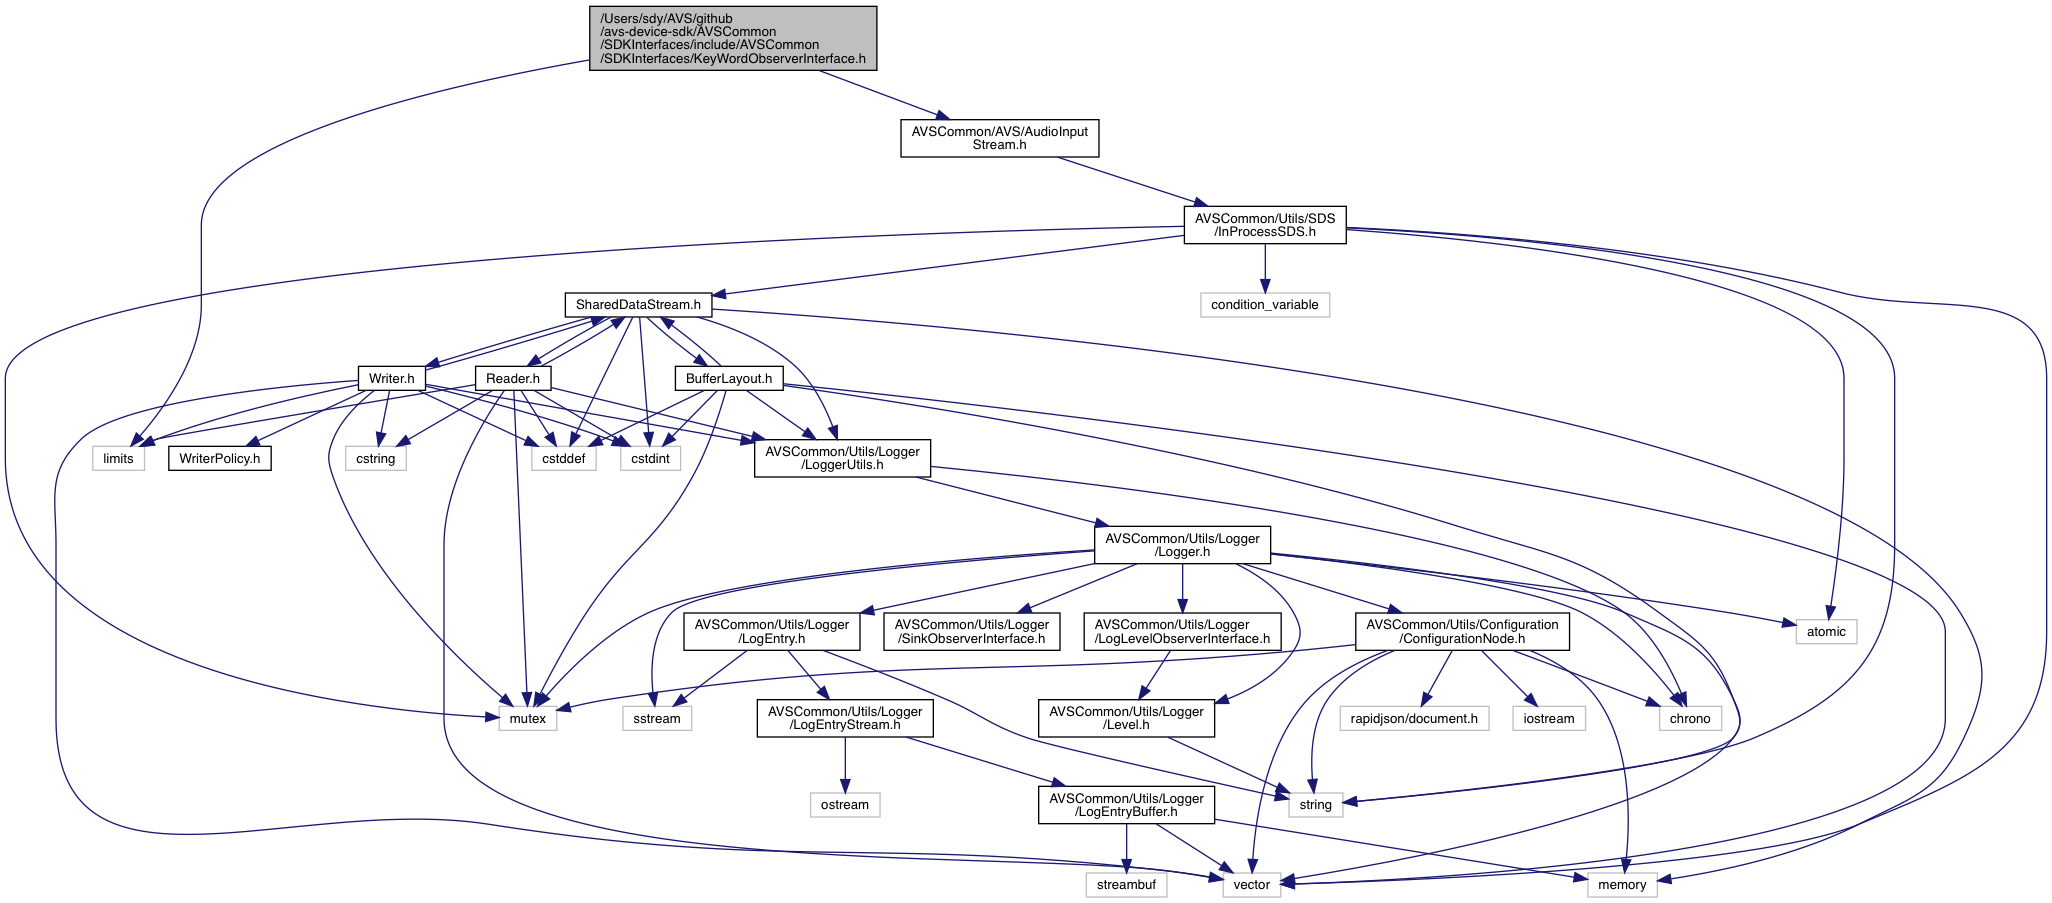 /Users/sdy/AVS/github
/avs-device-sdk/AVSCommon
/SDKInterfaces/include/AVSCommon
/SDKInterfaces/KeyWordObserverInterface.h
AVSCommon/AVS/AudioInput
Stream.h
AVSCommon/Utils/SDS
/InProcessSDS.h
SharedDataStream.h
condition_variable
Writer.h
Reader.h
BufferLayout.h
limits
WriterPolicy.h
cstring
cstddef
cstdint
AVSCommon/Utils/Logger
/LoggerUtils.h
AVSCommon/Utils/Logger
/Logger.h
AVSCommon/Utils/Logger
/LogEntry.h
AVSCommon/Utils/Logger
/SinkObserverInterface.h
AVSCommon/Utils/Logger
/LogLevelObserverInterface.h
AVSCommon/Utils/Configuration
/ConfigurationNode.h
atomic
mutex
sstream
AVSCommon/Utils/Logger
/LogEntryStream.h
AVSCommon/Utils/Logger
/Level.h
rapidjson/document.h
iostream
chrono
ostream
AVSCommon/Utils/Logger
/LogEntryBuffer.h
string
streambuf
vector
memory